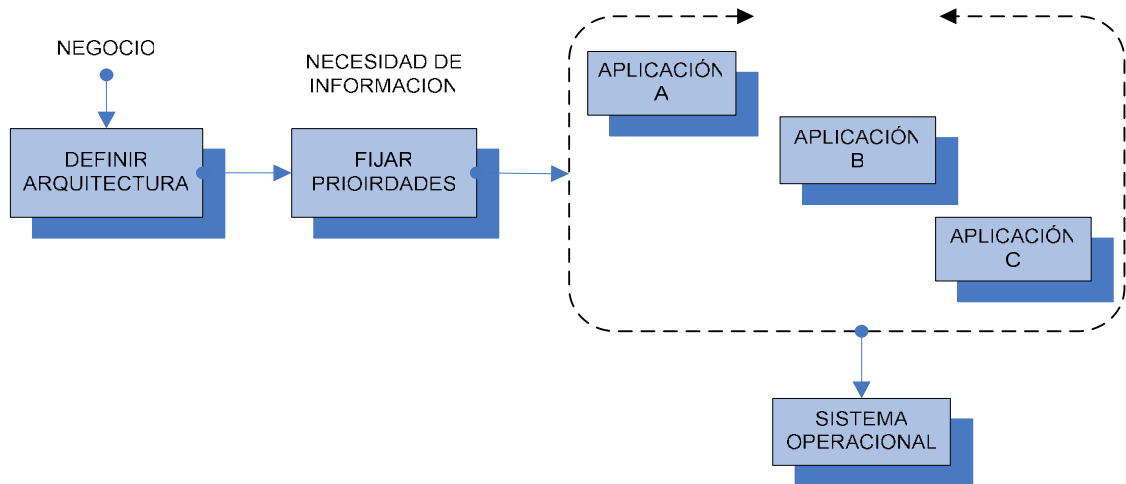 NEGOCIO
NECESIDAD DE
INFORMACION
DEFINIR
ARQUITECTURA
FIJAR
PRIOIRDADES
APLICACIÓN
A
APLICACIÓN
B
APLICACIÓN
C
SISTEMA
OPERACIONAL